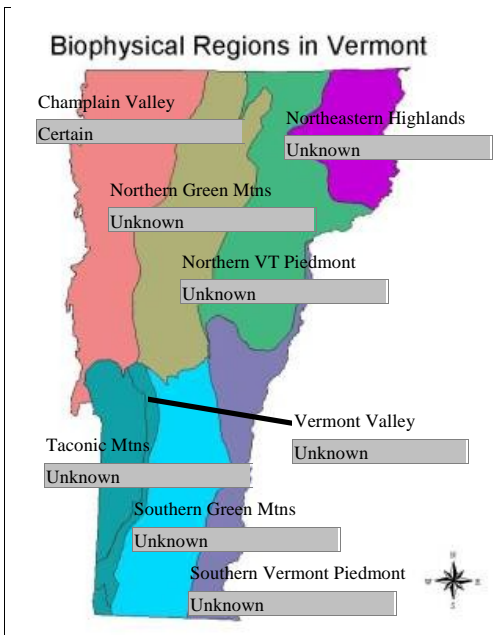 Biophysical Regions in Vermont
Champlain Valley
Certain
Northeastern Highlands
Unknown
Northern Green Mtns
Unknown
Northern VT Piedmont
Unknown
Vermont Valley
Unknown
Taconic Mtns
Unknown
Southern Green Mtns
Unknown
Southern Vermont Piedmont
Unknown